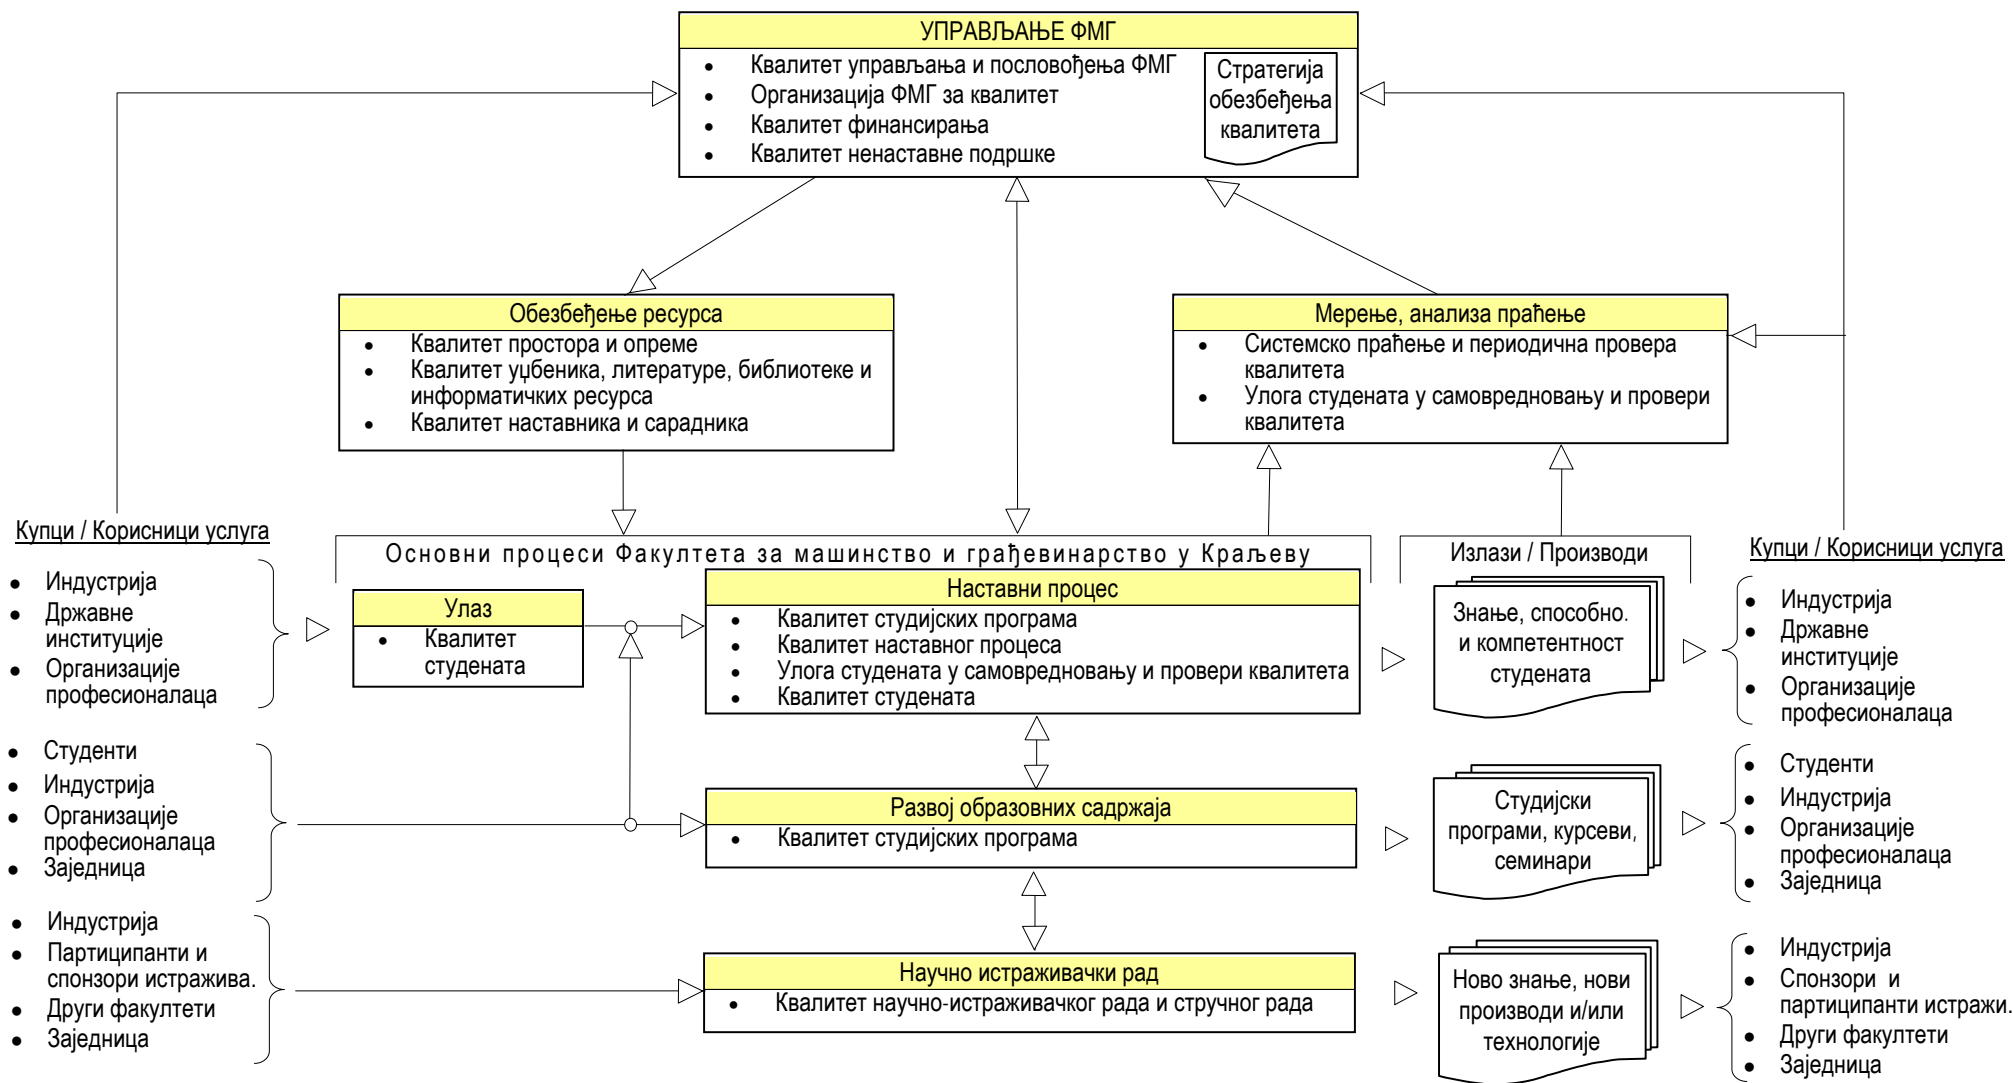 УПРАВЉАЊЕ ФМГ
• Квалитет управљања и пословођења ФМГ
• Организација ФМГ за квалитет
• Квалитет финансирања
• Квалитет ненаставне подршке
Стратегија
обезбеђења
квалитета
Обезбеђење ресурса
• Квалитет простора и опреме
• Квалитет уџбеника, литературе, библиотеке и
информатичких ресурса
• Квалитет наставника и сарадника
Мерење, анализа праћење
• Системско праћење и периодична провера
квалитета
• Улога студената у самовредновању и провери
квалитета
Купци / Корисници услуга
• Индустрија
• Државне
институције
• Организације
професионалаца
• Студенти
• Индустрија
• Организације
професионалаца
• Заједница
• Индустрија
• Партиципанти и
спонзори истражива.
• Други факултети
• Заједница
Основни процеси Факултета за машинство и грађевинарство у Краљеву
Улаз
• Квалитет
студената
Наставни процес
• Квалитет студијских програма
• Квалитет наставног процеса
• Улога студената у самовредновању и провери квалитета
• Квалитет студената
Развој образовних садржаја
• Квалитет студијских програма
Научно истраживачки рад
• Квалитет научно-истраживачког рада и стручног рада
Излази / Производи
Знање, способно.
и компетентност
студената
Студијски
програми, курсеви,
семинари
Ново знање, нови
производи и/или
технологије
Купци / Корисници услуга
• Индустрија
• Државне
институције
• Организације
професионалаца
• Студенти
• Индустрија
• Организације
професионалаца
• Заједница
• Индустрија
• Спонзори и
партиципанти истражи.
• Други факултети
• Заједница